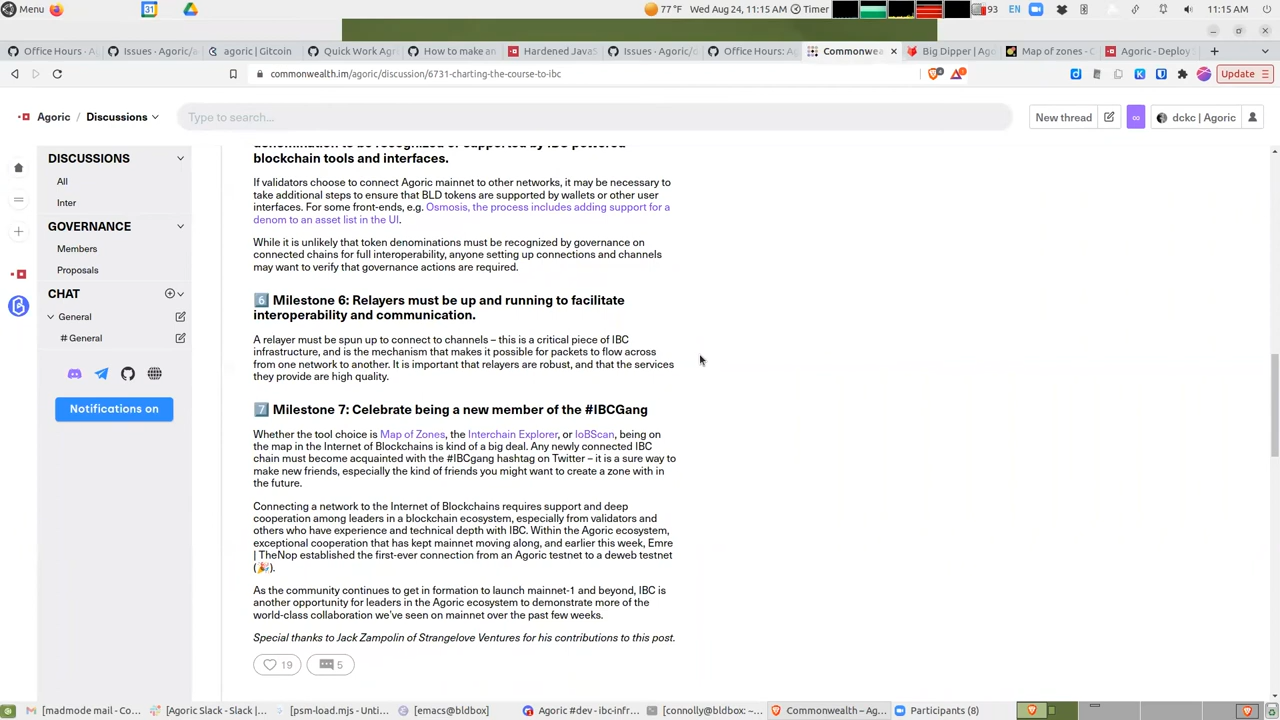 Menu
31
77 °F
Wed Aug 24, 11:15 AM
Timer
93
EN
11:15 AM
Office Hours · A
Issues · Agoric/a
agoric | Gitcoin
Quick Work Agr
How to make an
Hardened JavaS
Issues · Agoric/d
Office Hours: A
Commonwea
Big Dipper | Ago
Map of zones - C
Agoric - Deploy S
commonwealth.im/agoric/discussion/6731-charting-the-course-to-ibc
Update
Agoric / Discussions
Type to search...
New thread
dckc | Agoric
DISCUSSIONS
All
Inter
GOVERNANCE
Members
Proposals
CHAT
General
# General
Notifications on
denomination to be recognized or supported by IBC powered
blockchain tools and interfaces.
If validators choose to connect Agoric mainnet to other networks, it may be necessary to
take additional steps to ensure that BLD tokens are supported by wallets or other user
interfaces. For some front-ends, e.g. Osmosis, the process includes adding support for a
denom to an asset list in the UI.
While it is unlikely that token denominations must be recognized by governance on
connected chains for full interoperability, anyone setting up connections and channels
may want to verify that governance actions are required.
6️⃣ Milestone 6: Relayers must be up and running to facilitate
interoperability and communication.
A relayer must be spun up to connect to channels – this is a critical piece of IBC
infrastructure, and is the mechanism that makes it possible for packets to flow across
from one network to another. It is important that relayers are robust, and that the services
they provide are high quality.
7️⃣ Milestone 7: Celebrate being a new member of the #IBCGang
Whether the tool choice is Map of Zones, the Interchain Explorer, or IoBScan, being on
the map in the Internet of Blockchains is kind of a big deal. Any newly connected IBC
chain must become acquainted with the #IBCgang hashtag on Twitter – it is a sure way to
make new friends, especially the kind of friends you might want to create a zone with in
the future.
Connecting a network to the Internet of Blockchains requires support and deep
cooperation among leaders in a blockchain ecosystem, especially from validators and
others who have experience and technical depth with IBC. Within the Agoric ecosystem,
exceptional cooperation that has kept mainnet moving along, and earlier this week, Emre
| TheNop established the first-ever connection from an Agoric testnet to a deweb testnet
(🎉).
As the community continues to get in formation to launch mainnet-1 and beyond, IBC is
another opportunity for leaders in the Agoric ecosystem to demonstrate more of the
world-class collaboration we've seen on mainnet over the past few weeks.
Special thanks to Jack Zampolin of Strangelove Ventures for his contributions to this post.
19
5
[madmode mail - Co...
[Agoric Slack - Slack |...
[psm-load.mjs - Unti...
[emacs@bldbox]
Agoric #dev - ibc-infr...
[connolly@bldbox: ~...
Commonwealth – Ag...
Participants (8)